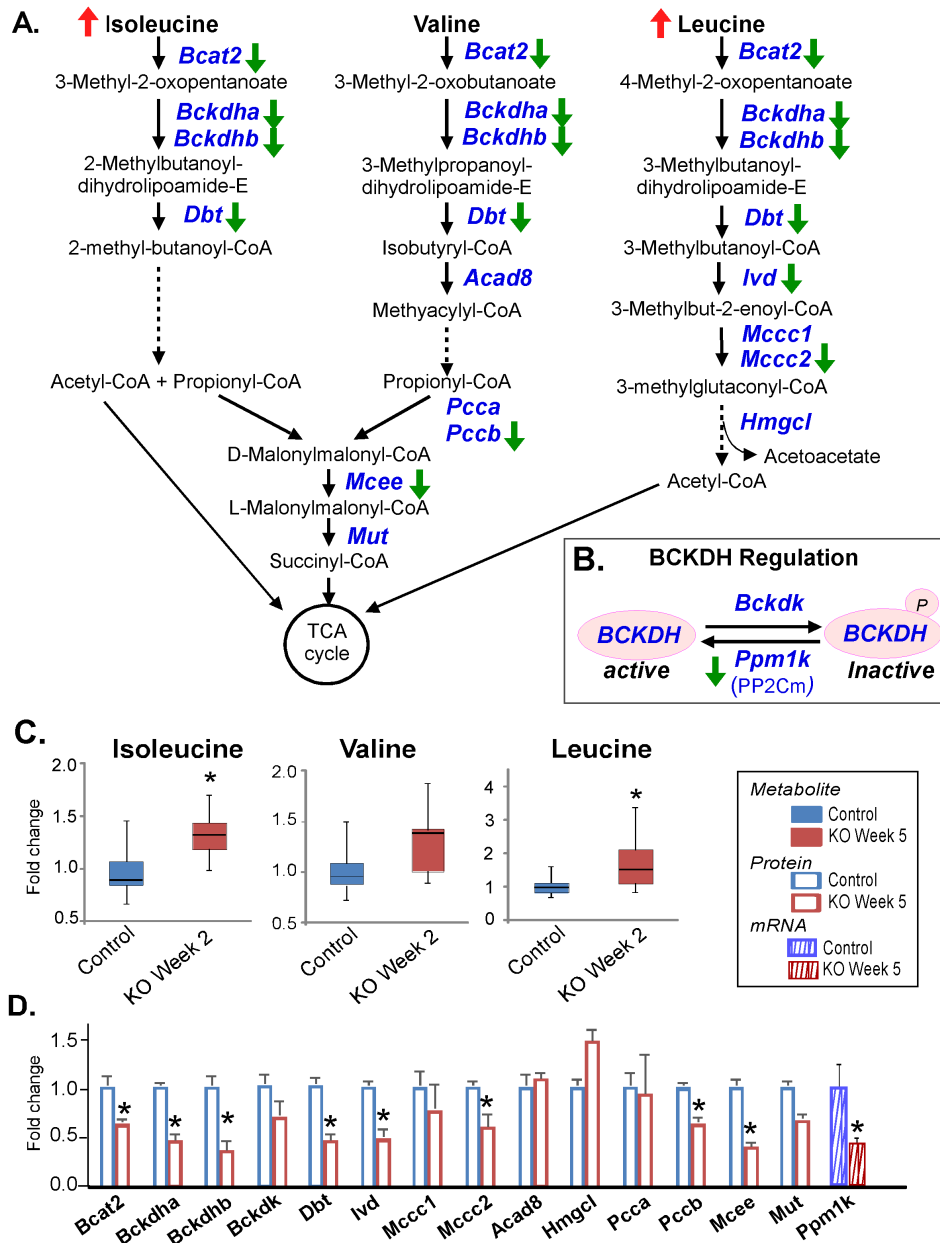 A.
Isoleucine
Valine
Leucine
Bcat2
Bcat2
Bcat2
3-Methyl-2-oxopentanoate
3-Methyl-2-oxobutanoate
4-Methyl-2-oxopentanoate
Bckdha
Bckdhb
Bckdha
Bckdhb
Bckdha
Bckdhb
2-Methylbutanoyl-
dihydrolipoamide-E
3-Methylpropanoyl-
dihydrolipoamide-E
3-Methylbutanoyl-
dihydrolipoamide-E
Dbt
Dbt
Dbt
2-methyl-butanoyl-CoA
Isobutyryl-CoA
3-Methylbutanoyl-CoA
Acad8
Ivd
Methyacylyl-CoA
3-Methylbut-2-enoyl-CoA
Mccc1
Mccc2
Acetyl-CoA + Propionyl-CoA
Propionyl-CoA
3-methylglutaconyl-CoA
Pcca
Pccb
Hmgcl
D-Malonylmalonyl-CoA
Acetoacetate
Mcee
Acetyl-CoA
L-Malonylmalonyl-CoA
Mut
Succinyl-CoA
TCA
cycle
B.
BCKDH Regulation
Bckdk
P
BCKDH
BCKDH
active
Ppm1k
(PP2Cm)
Inactive
C.
Isoleucine
Valine
Leucine
Fold change
2.0
1.5
1.0
0.5
*
Control
KO Week 2
2.0
1.5
1.0
0.5
Control
KO Week 2
4
3
2
1
0
*
Control
KO Week 2
Metabolite
Control
KO Week 5
Protein
Control
KO Week 5
mRNA
Control
KO Week 5
D.
Fold change
1.5
1.0
0.5
0.0
* * * * * * * * * *
Bcat2
Bckdha
Bckdhb
Bckdk
Dbt
Ivd
Mccc1
Mccc2
Acad8
Hmgcl
Pcca
Pccb
Mcee
Mut
Ppm1k